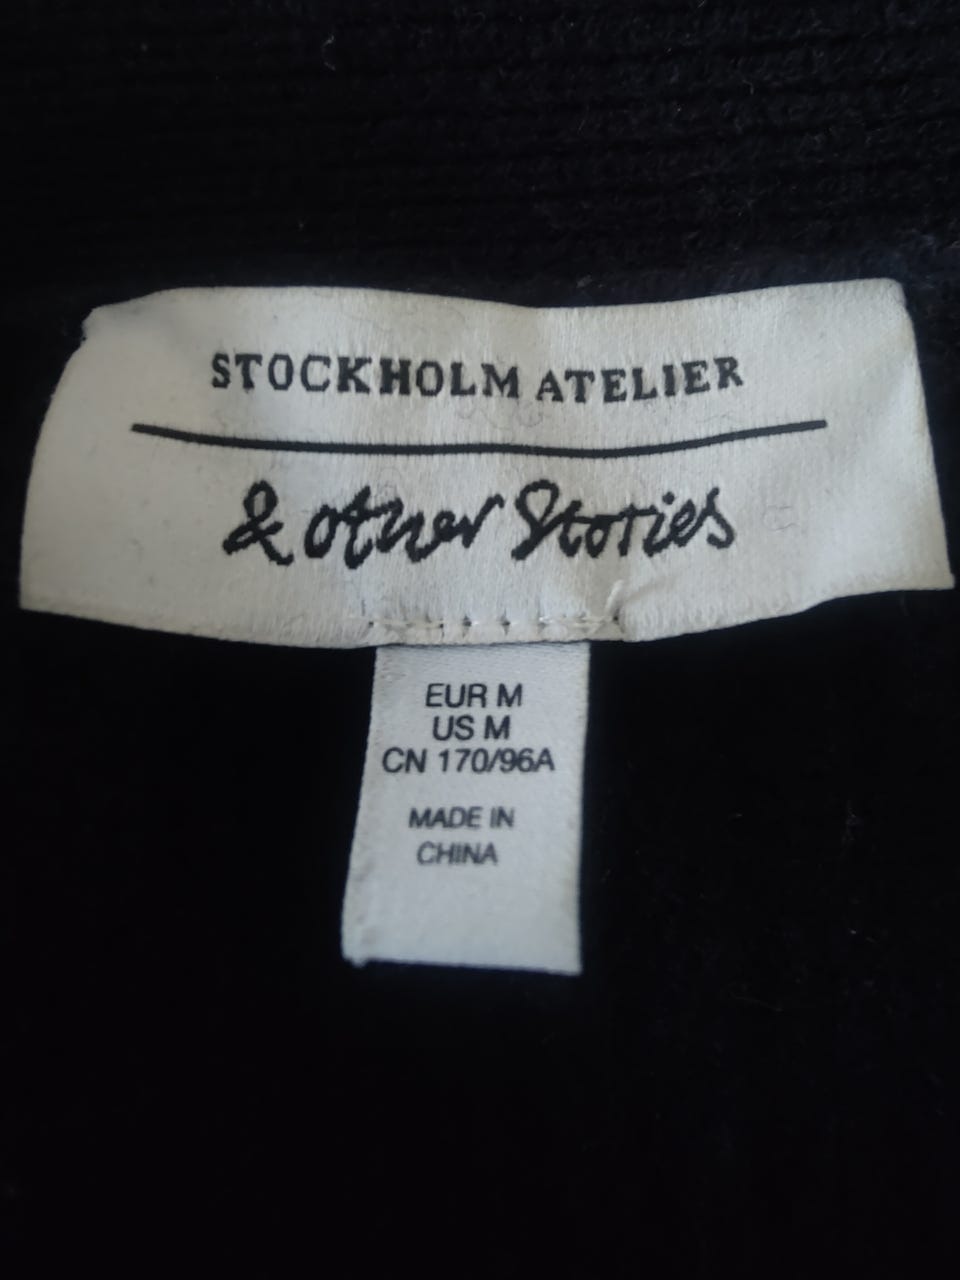 STOCKHOLM ATELIER
& other Stories
EUR M
US M
CN 170/96A
MADE IN
CHINA